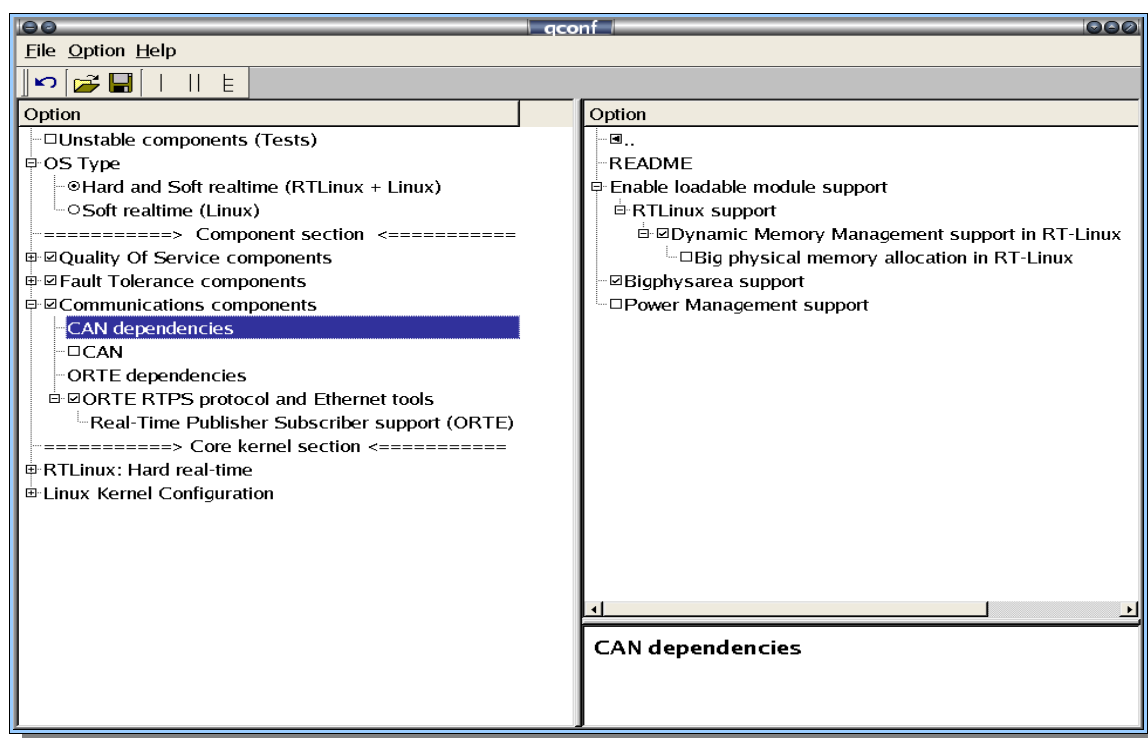 qconf
File Option Help
Option
Unstable components (Tests)
OS Type
Hard and Soft realtime (RTLinux + Linux)
Soft realtime (Linux)
===========> Component section <===========
Quality Of Service components
Fault Tolerance components
Communications components
CAN dependencies
CAN
ORTE dependencies
ORTE RTPS protocol and Ethernet tools
Real-Time Publisher Subscriber support (ORTE)
===========> Core kernel section <===========
RTLinux: Hard real-time
Linux Kernel Configuration
Option
..
README
Enable loadable module support
RTLinux support
Dynamic Memory Management support in RT-Linux
Big physical memory allocation in RT-Linux
Bigphysarea support
Power Management support
CAN dependencies